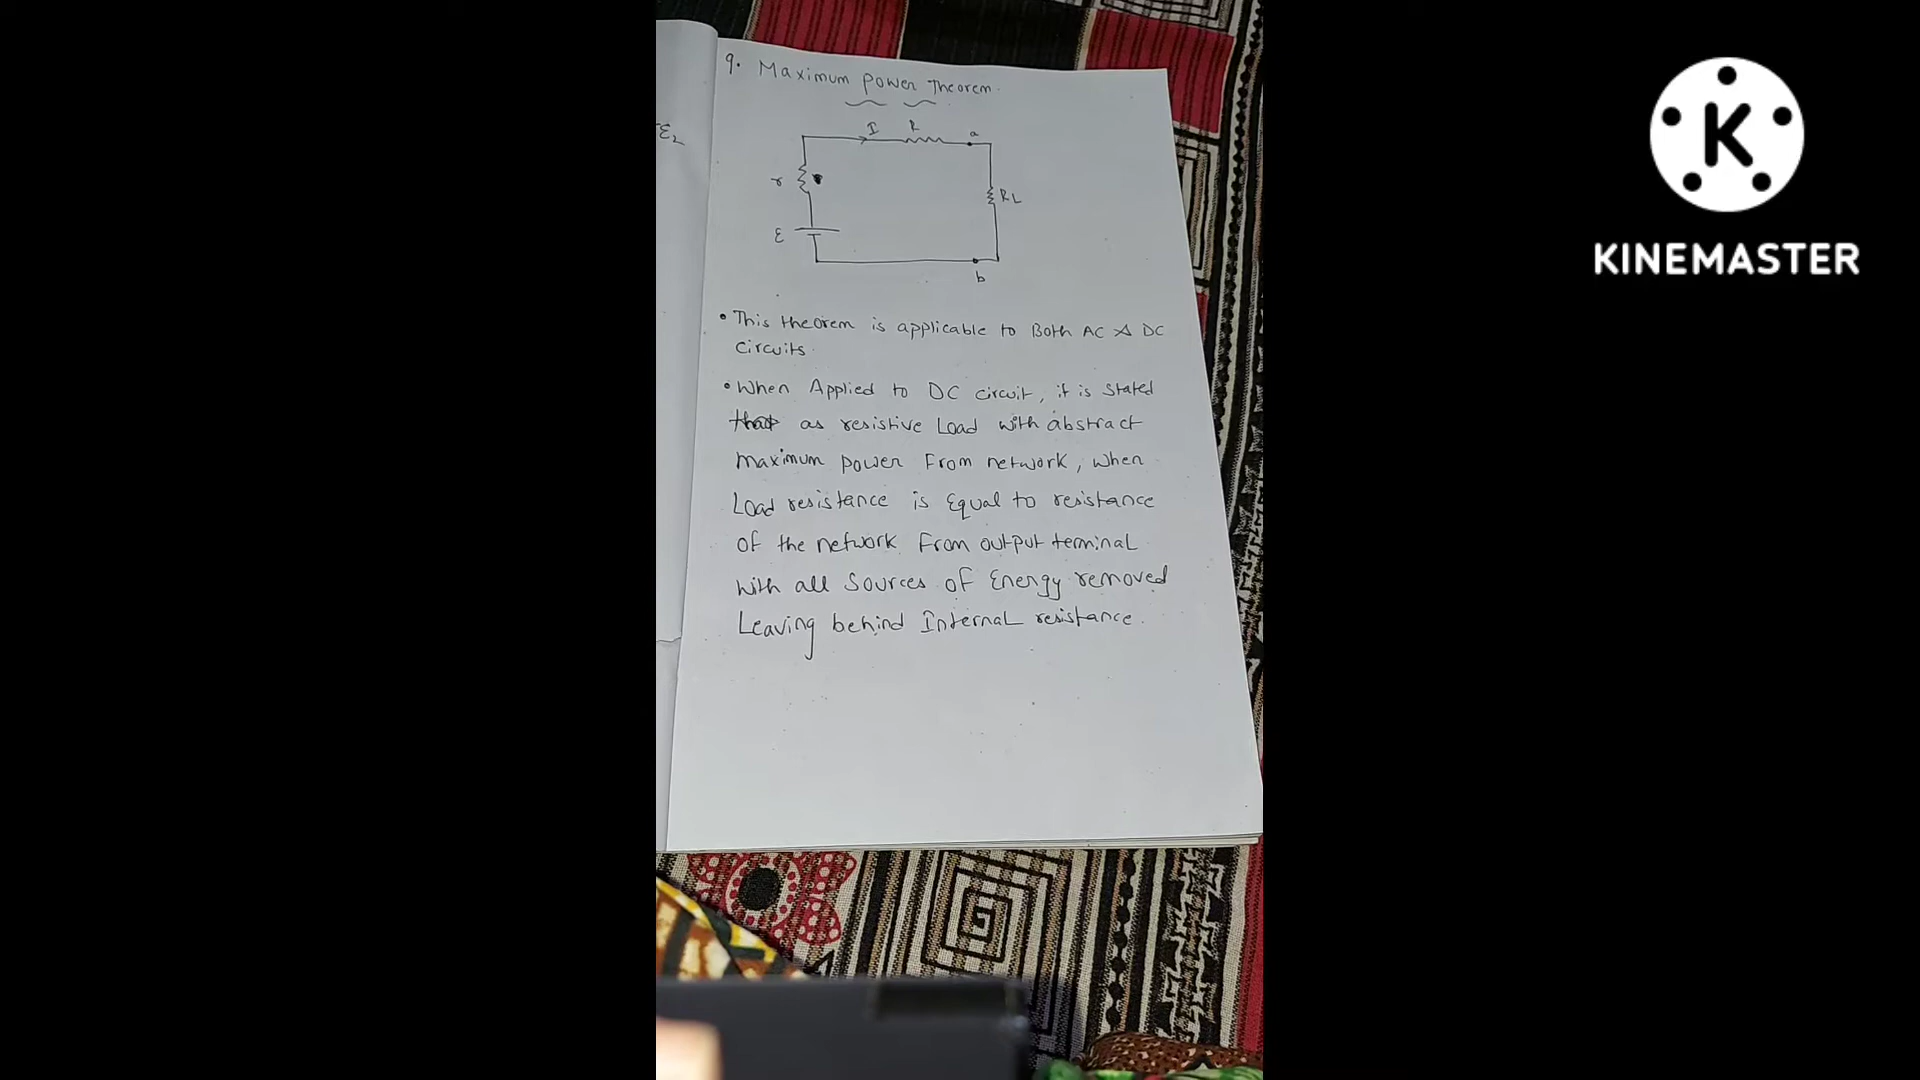 9. Maximum Power Theorem.
I R a
r
RL
ε
b
ε2
• This theorem is applicable to Both AC & DC
circuits.
• When Applied to DC circuit, it is stated
that as resistive Load with abstract
maximum power From network, when
Load resistance is Equal to resistance
Of the network From output terminal
with all Sources of Energy removed
Leaving behind Internal resistance.
K
KINEMASTER